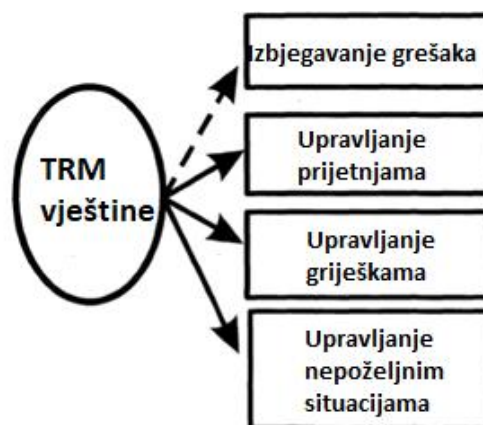 TRM
vještine
Izbjegavanje grešaka
Upravljanje
prijetnjama
Upravljanje
griješkama
Upravljanje
nepoželjnim
situacijama